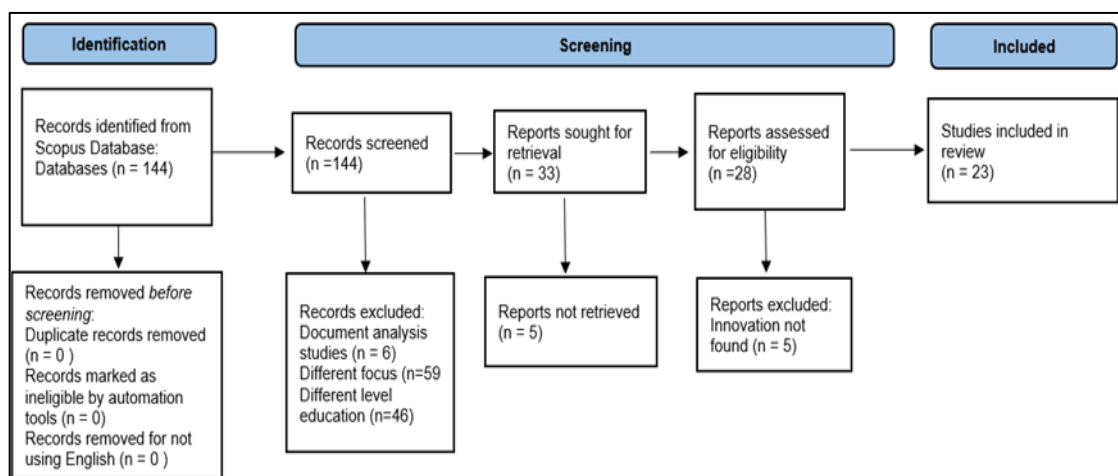 Identification
Screening
Included
Records identified from
Scopus Database:
Databases (n = 144)
Records screened
(n =144)
Reports sought for
retrieval
(n = 33)
Reports assessed
for eligibility
(n =28)
Studies included in
review
(n = 23)
Records removed before
screening:
Duplicate records removed
(n = 0 )
Records marked as
ineligible by automation
tools (n = 0)
Records removed for not
using English (n = 0 )
Records excluded:
Document analysis
studies (n = 6)
Different focus (n=59
Different level
education (n=46)
Reports not retrieved
(n = 5)
Reports excluded:
Innovation not
found (n = 5)